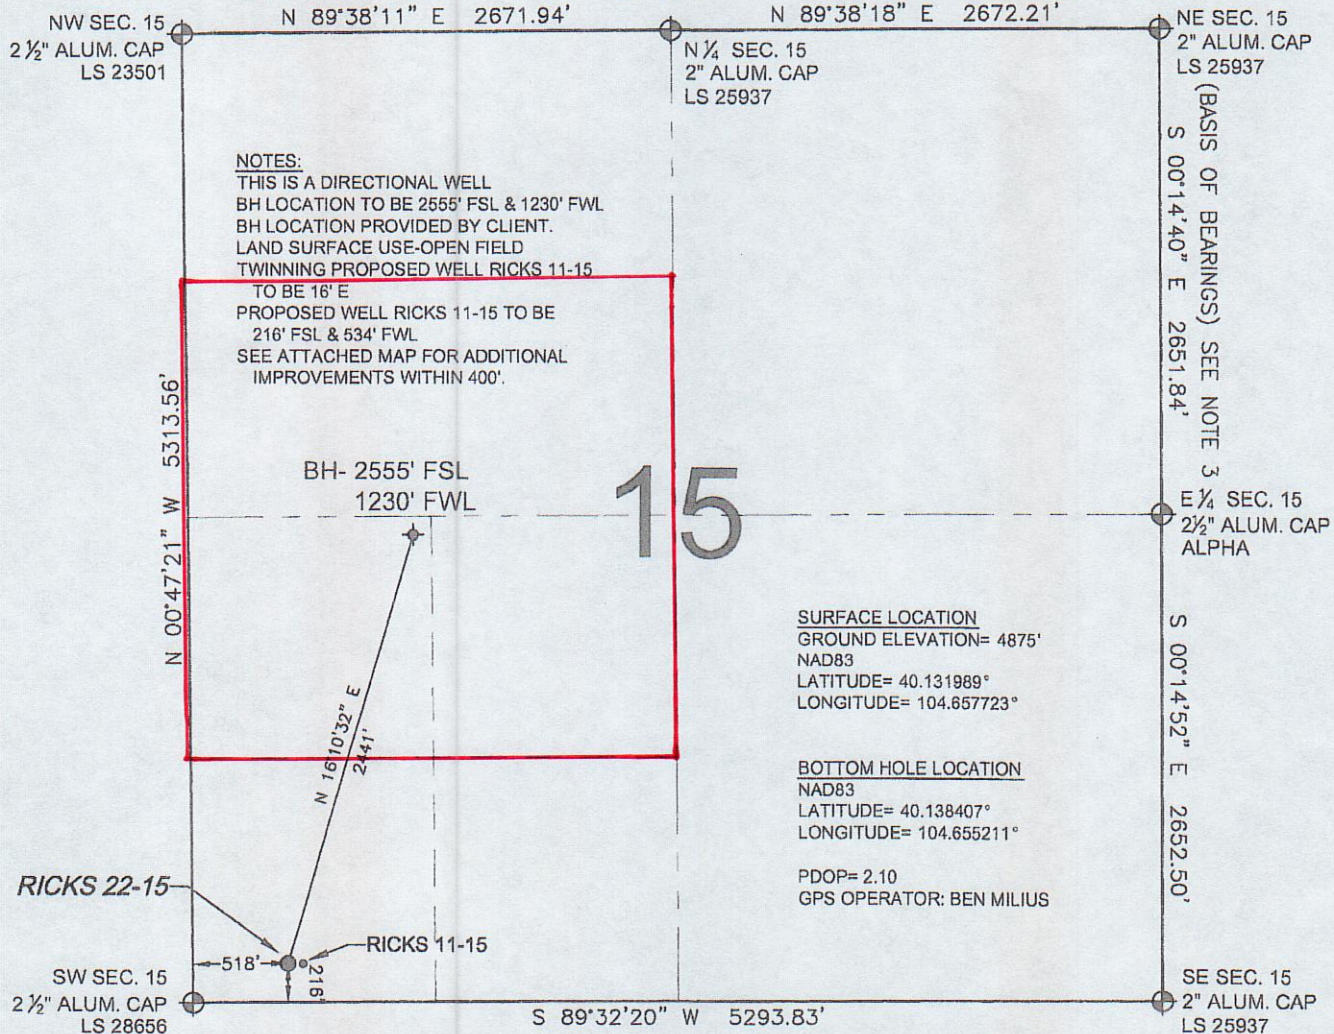 N 89°38'11" E 2671.94'
N 89°38'18" E 2672.21'
NW SEC. 15
2 ½" ALUM. CAP
LS 23501
N ¼ SEC. 15
2" ALUM. CAP
LS 25937
NE SEC. 15
2" ALUM. CAP
LS 25937
(BASIS OF BEARINGS) SEE NOTE 3
S 00°14'40" E 2651.84'
NOTES:
THIS IS A DIRECTIONAL WELL
BH LOCATION TO BE 2555' FSL & 1230' FWL
BH LOCATION PROVIDED BY CLIENT.
LAND SURFACE USE-OPEN FIELD
TWINNING PROPOSED WELL RICKS 11-15
TO BE 16' E
PROPOSED WELL RICKS 11-15 TO BE
216' FSL & 534' FWL
SEE ATTACHED MAP FOR ADDITIONAL
IMPROVEMENTS WITHIN 400'.
N 00°47'21" W 5313.56'
BH- 2555' FSL
1230' FWL
15
E ¼ SEC. 15
2½" ALUM. CAP
ALPHA
N 16°10'32" E
2441'
SURFACE LOCATION
GROUND ELEVATION= 4875'
NAD83
LATITUDE= 40.131989°
LONGITUDE= 104.657723°
BOTTOM HOLE LOCATION
NAD83
LATITUDE= 40.138407°
LONGITUDE= 104.655211°
PDOP= 2.10
GPS OPERATOR: BEN MILIUS
S 00°14'52" E 2652.50'
RICKS 22-15
RICKS 11-15
518'
216'
SW SEC. 15
2 ½" ALUM. CAP
LS 28656
S 89°32'20" W 5293.83'
SE SEC. 15
2" ALUM. CAP
LS 25937